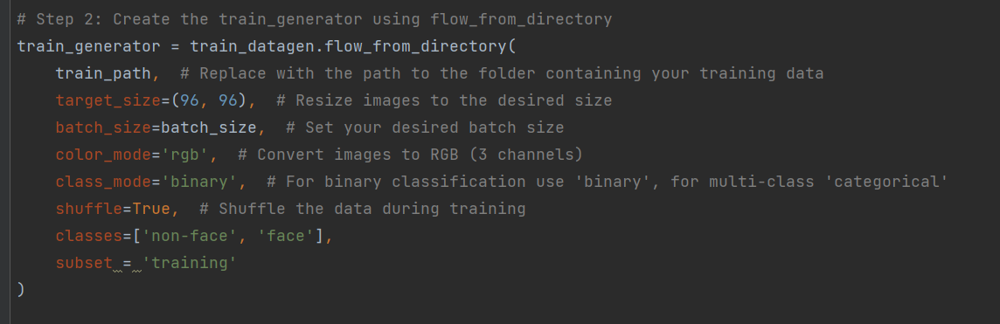 # Step 2: Create the train_generator using flow_from_directory
train_generator = train_datagen.flow_from_directory(
    train_path,  # Replace with the path to the folder containing your training data
    target_size=(96, 96),  # Resize images to the desired size
    batch_size=batch_size,  # Set your desired batch size
    color_mode='rgb',  # Convert images to RGB (3 channels)
    class_mode='binary',  # For binary classification use 'binary', for multi-class 'categorical'
    shuffle=True,  # Shuffle the data during training
    classes=['non-face', 'face'],
    subset = 'training'
)